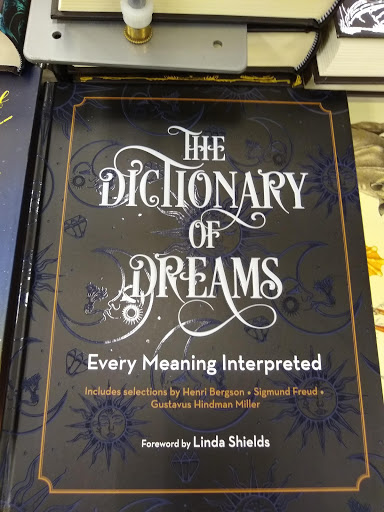 THE
DICTIONARY
OF
DREAMS
Every Meaning Interpreted
Includes selections by Henri Bergson • Sigmund Freud •
Gustavus Hindman Miller
Foreword by Linda Shields